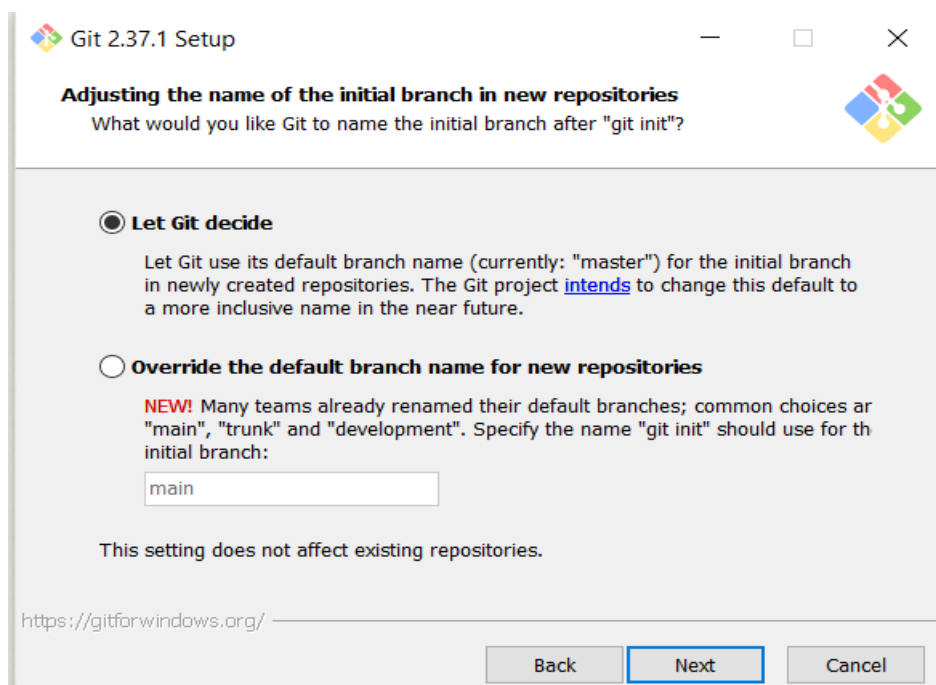 Git 2.37.1 Setup
Adjusting the name of the initial branch in new repositories
What would you like Git to name the initial branch after "git init"?
Let Git decide
Let Git use its default branch name (currently: "master") for the initial branch
in newly created repositories. The Git project intends to change this default to
a more inclusive name in the near future.
Override the default branch name for new repositories
NEW! Many teams already renamed their default branches; common choices ar
"main", "trunk" and "development". Specify the name "git init" should use for th
initial branch:
main
This setting does not affect existing repositories.
https://gitforwindows.org/
Back Next Cancel